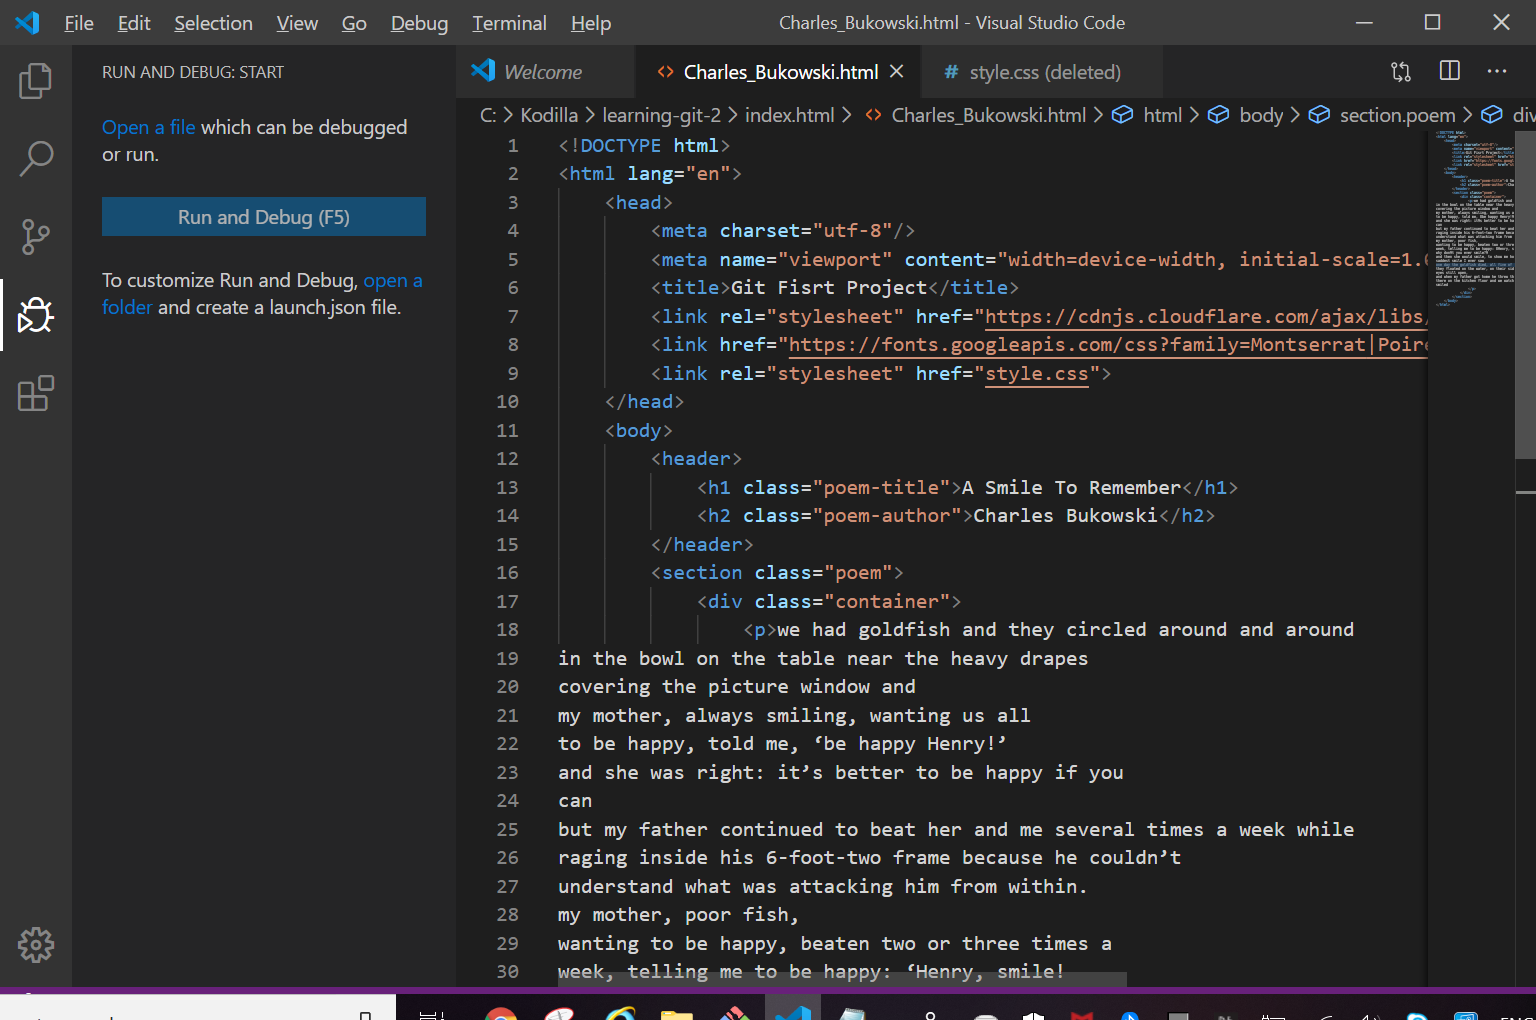 File Edit Selection View Go Debug Terminal Help Charles_Bukowski.html - Visual Studio Code
RUN AND DEBUG: START
Welcome Charles_Bukowski.html # style.css (deleted)
C: > Kodilla > learning-git-2 > index.html > Charles_Bukowski.html > html > body > section.poem >
Open a file which can be debugged
or run.
Run and Debug (F5)
To customize Run and Debug, open a
folder and create a launch.json file.
1 <!DOCTYPE html>
2 <html lang="en">
3 <head>
4 <meta charset="utf-8"/>
5 <meta name="viewport" content="width=device-width, initial-scale=1.
6 <title>Git Fisrt Project</title>
7 <link rel="stylesheet" href="https://cdnjs.cloudflare.com/ajax/libs/
8 <link href="https://fonts.googleapis.com/css?family=Montserrat|Poire
9 <link rel="stylesheet" href="style.css">
10 </head>
11 <body>
12 <header>
13 <h1 class="poem-title">A Smile To Remember</h1>
14 <h2 class="poem-author">Charles Bukowski</h2>
15 </header>
16 <section class="poem">
17 <div class="container">
18 <p>we had goldfish and they circled around and around
19 in the bowl on the table near the heavy drapes
20 covering the picture window and
21 my mother, always smiling, wanting us all
22 to be happy, told me, ‘be happy Henry!’
23 and she was right: it’s better to be happy if you
24 can
25 but my father continued to beat her and me several times a week while
26 raging inside his 6-foot-two frame because he couldn’t
27 understand what was attacking him from within.
28 my mother, poor fish,
29 wanting to be happy, beaten two or three times a
30 week, telling me to be happy: ‘Henry, smile!